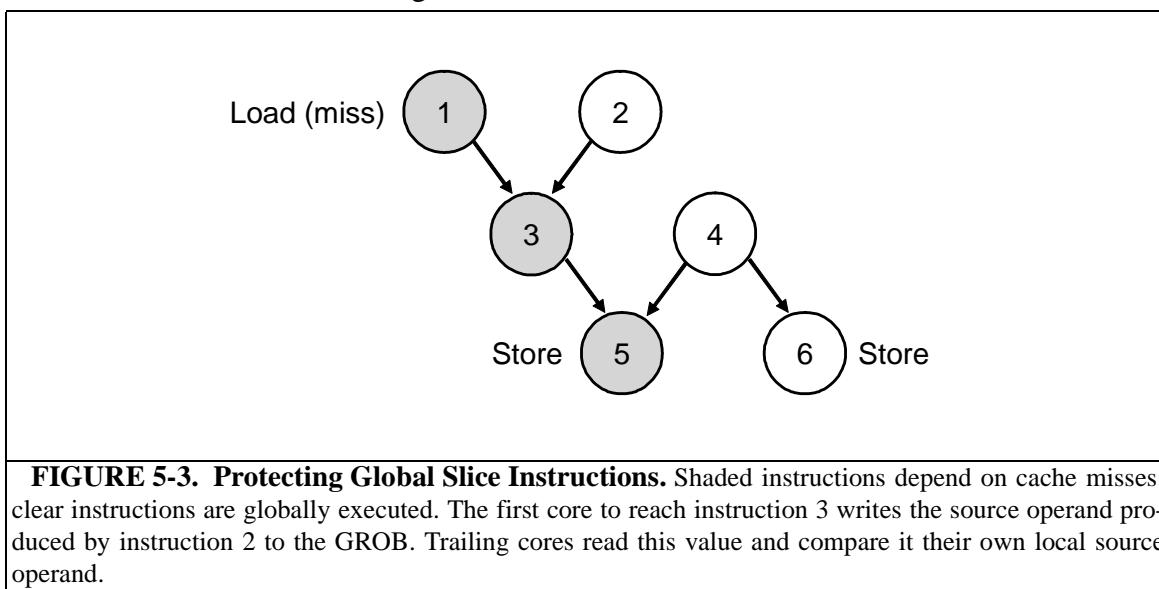 Load (miss) 1 2
3 4
Store 5 6 Store
FIGURE 5-3. Protecting Global Slice Instructions. Shaded instructions depend on cache misses
clear instructions are globally executed. The first core to reach instruction 3 writes the source operand pro-
duced by instruction 2 to the GROB. Trailing cores read this value and compare it their own local source
operand.